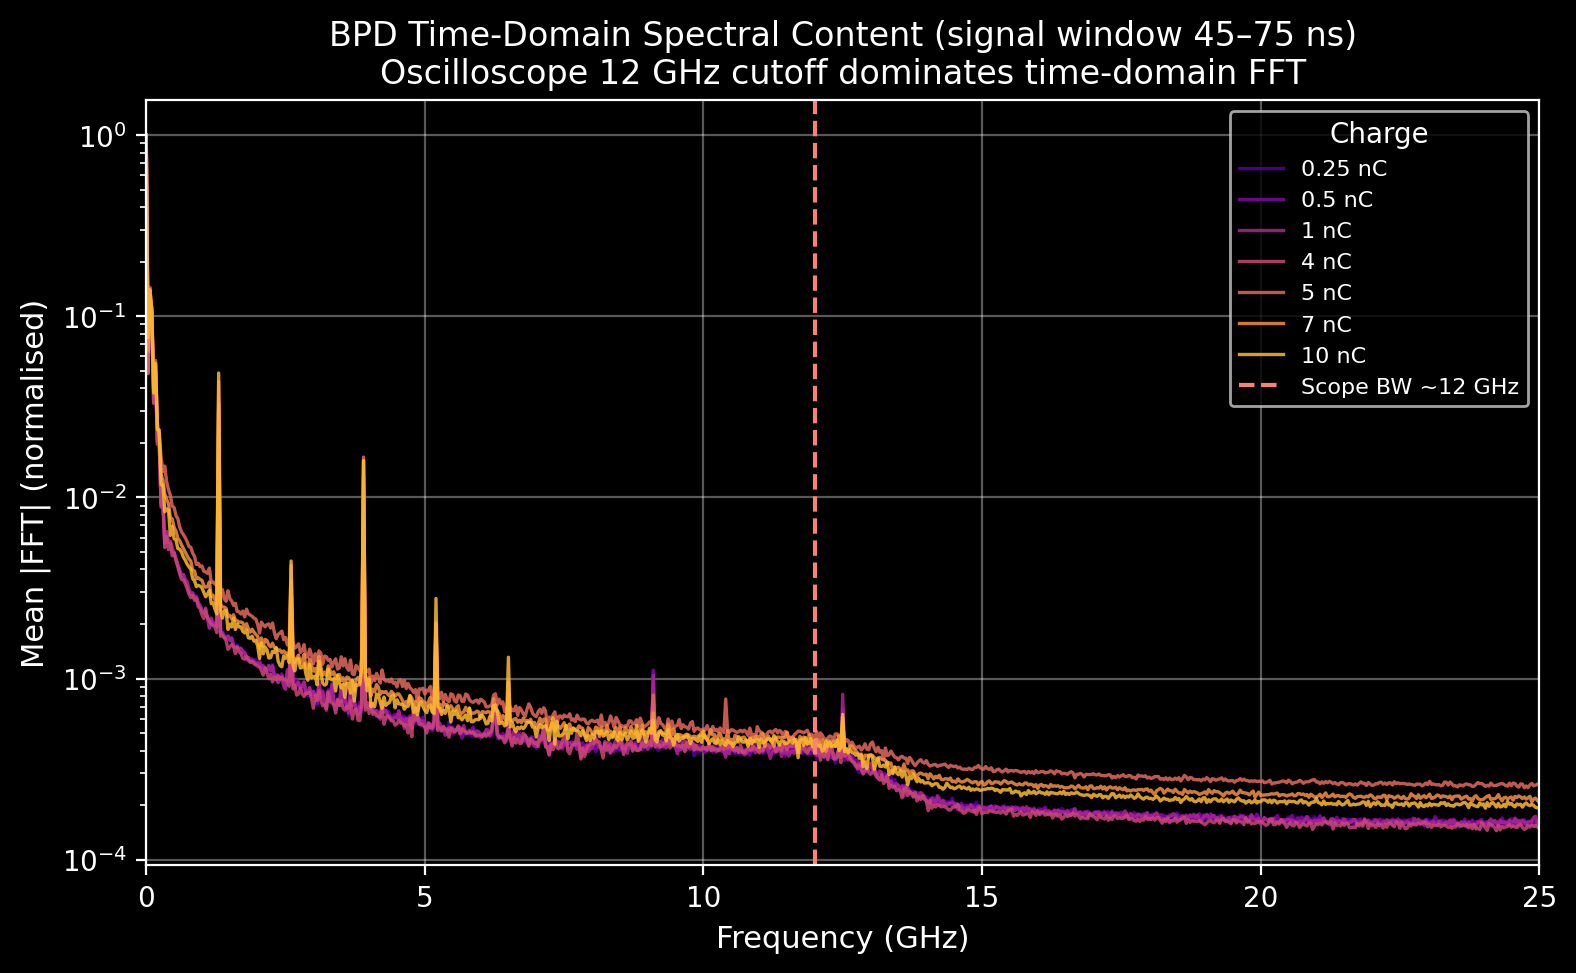 BPD Time-Domain Spectral Content (signal window 45–75 ns)
Oscilloscope 12 GHz cutoff dominates time-domain FFT
Mean |FFT| (normalised)
10⁰
10⁻¹
10⁻²
10⁻³
10⁻⁴
Charge
0.25 nC
0.5 nC
1 nC
4 nC
5 nC
7 nC
10 nC
Scope BW ~12 GHz
0 5 10 15 20 25
Frequency (GHz)